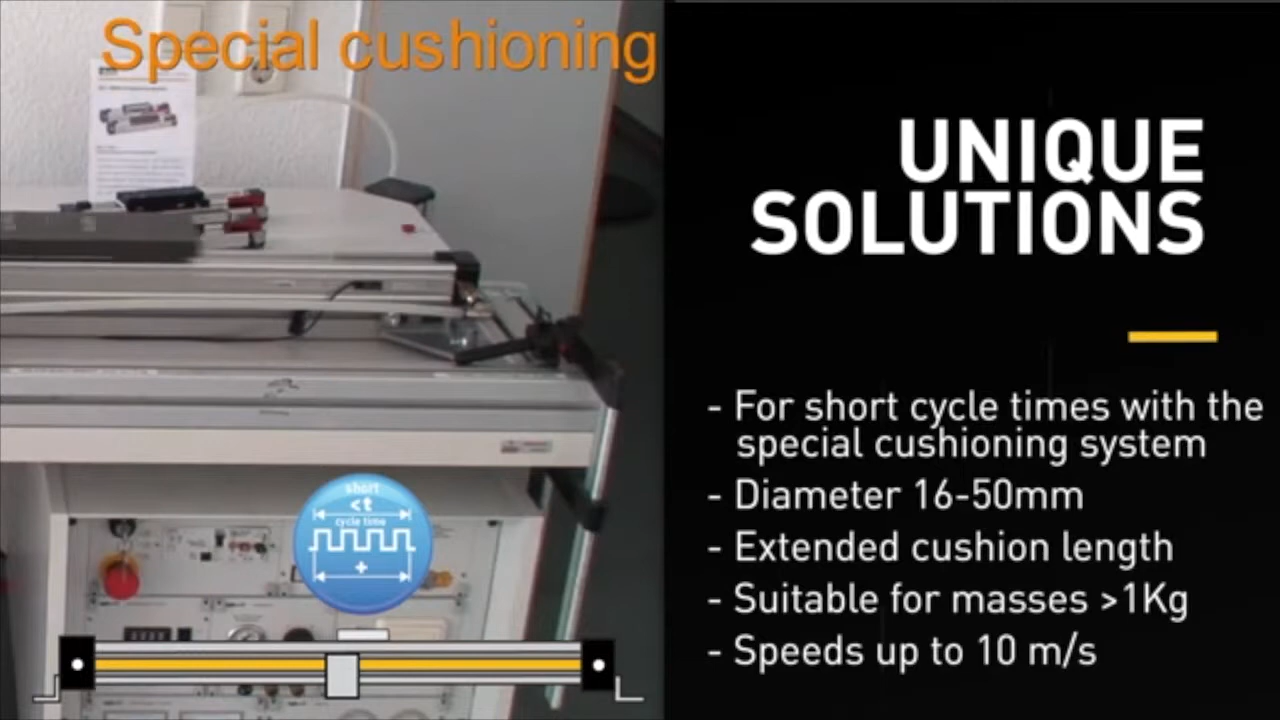 Special cushioning
UNIQUE
SOLUTIONS
- For short cycle times with the
special cushioning system
- Diameter 16-50mm
- Extended cushion length
- Suitable for masses >1Kg
- Speeds up to 10 m/s
short
<t
cycle time
+